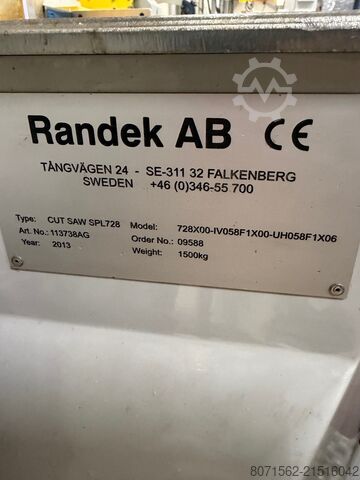 Randek AB CE
TÅNGVÄGEN 24 - SE-311 32 FALKENBERG
SWEDEN +46 (0)346-55 700
Type: CUT SAW SPL728 Model: 728X00-IV058F1X00-UH058F1X06
Art. No.: 113738AG Order No.: 09588
Year: 2013 Weight: 1500kg
8071562-21516042